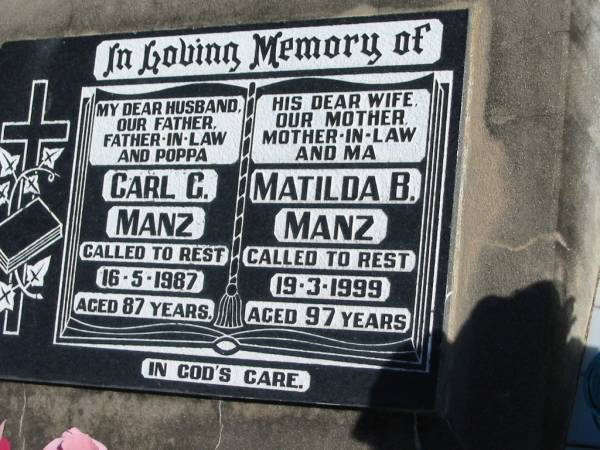 In Loving Memory of
MY DEAR HUSBAND,
OUR FATHER,
FATHER-IN-LAW
AND POPPA
CARL G.
MANZ
CALLED TO REST
16-5-1987
AGED 87 YEARS,
HIS DEAR WIFE,
OUR MOTHER,
MOTHER-IN-LAW
AND MA
MATILDA B.
MANZ
CALLED TO REST
19-3-1999
AGED 97 YEARS
IN GOD'S CARE.